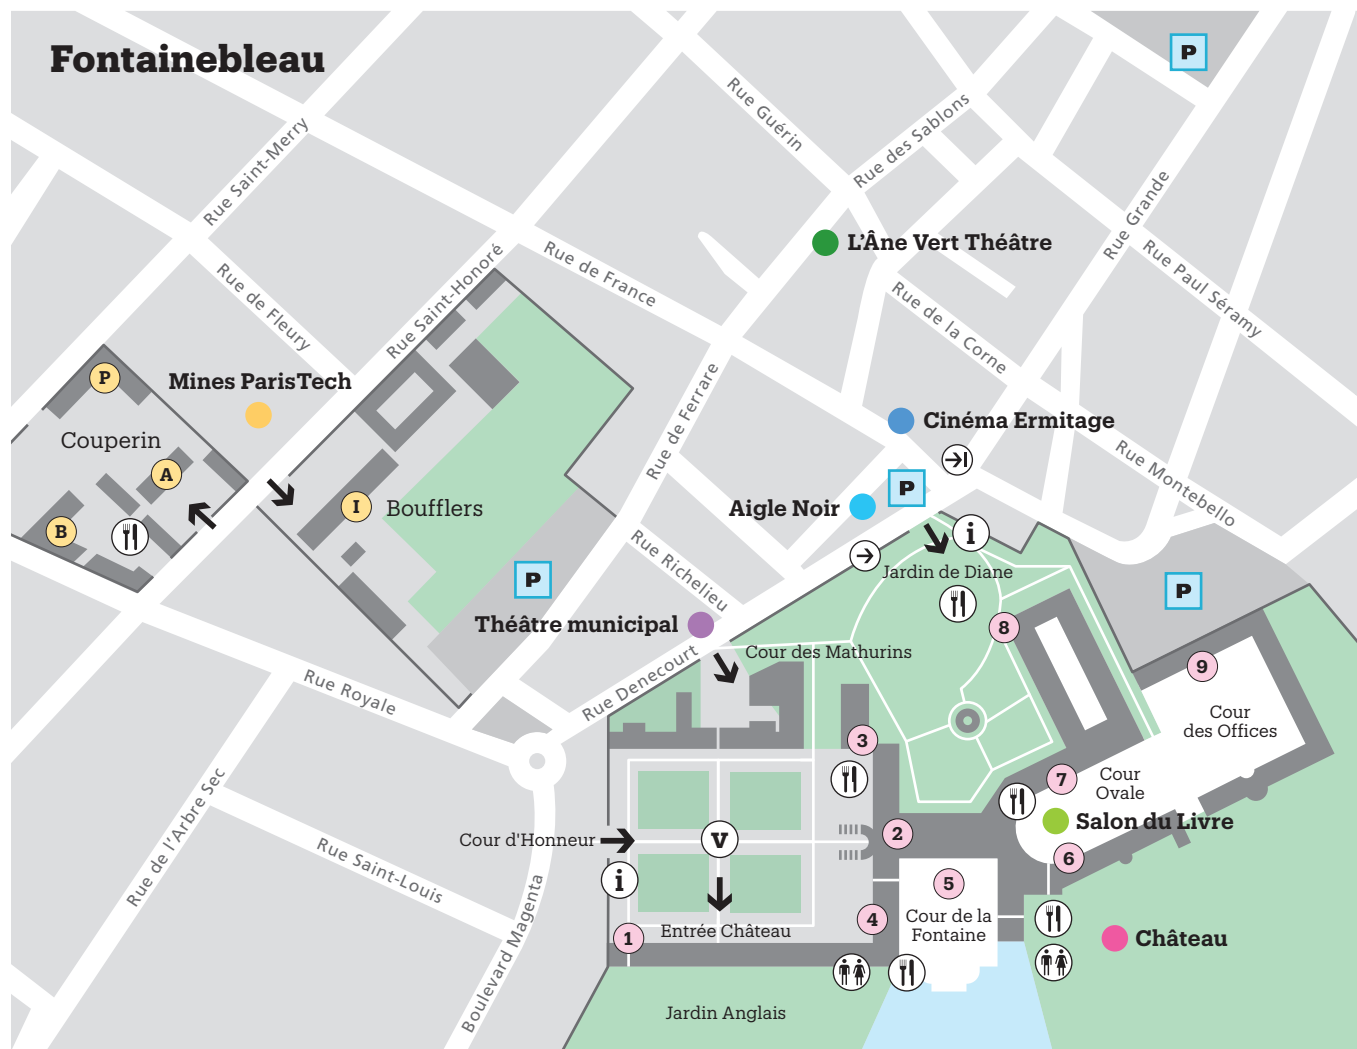 Fontainebleau
P
Rue Saint-Merry
Rue Guérin
Rue des Sablons
Rue Grande
L'Âne Vert Théâtre
Rue de Fleury
Rue Saint-Honoré
Rue de France
Rue de la Corne
Rue Paul Séramy
P
Mines ParisTech
Couperin
A
B
I
Boufflers
Rue de Ferrare
Cinéma Ermitage
Rue Montebello
P
Aigle Noir
i
Jardin de Diane
P
P
Rue Richelieu
Théâtre municipal
8
Cour des Mathurins
9
Rue Royale
Rue Denecourt
Cour
des Offices
3
7
Cour
Ovale
Salon du Livre
Rue de l'Arbre Sec
Cour d'Honneur
V
2
6
Rue Saint-Louis
i
5
Cour de la
Fontaine
4
1
Entrée Château
Château
Boulevard Magenta
Jardin Anglais